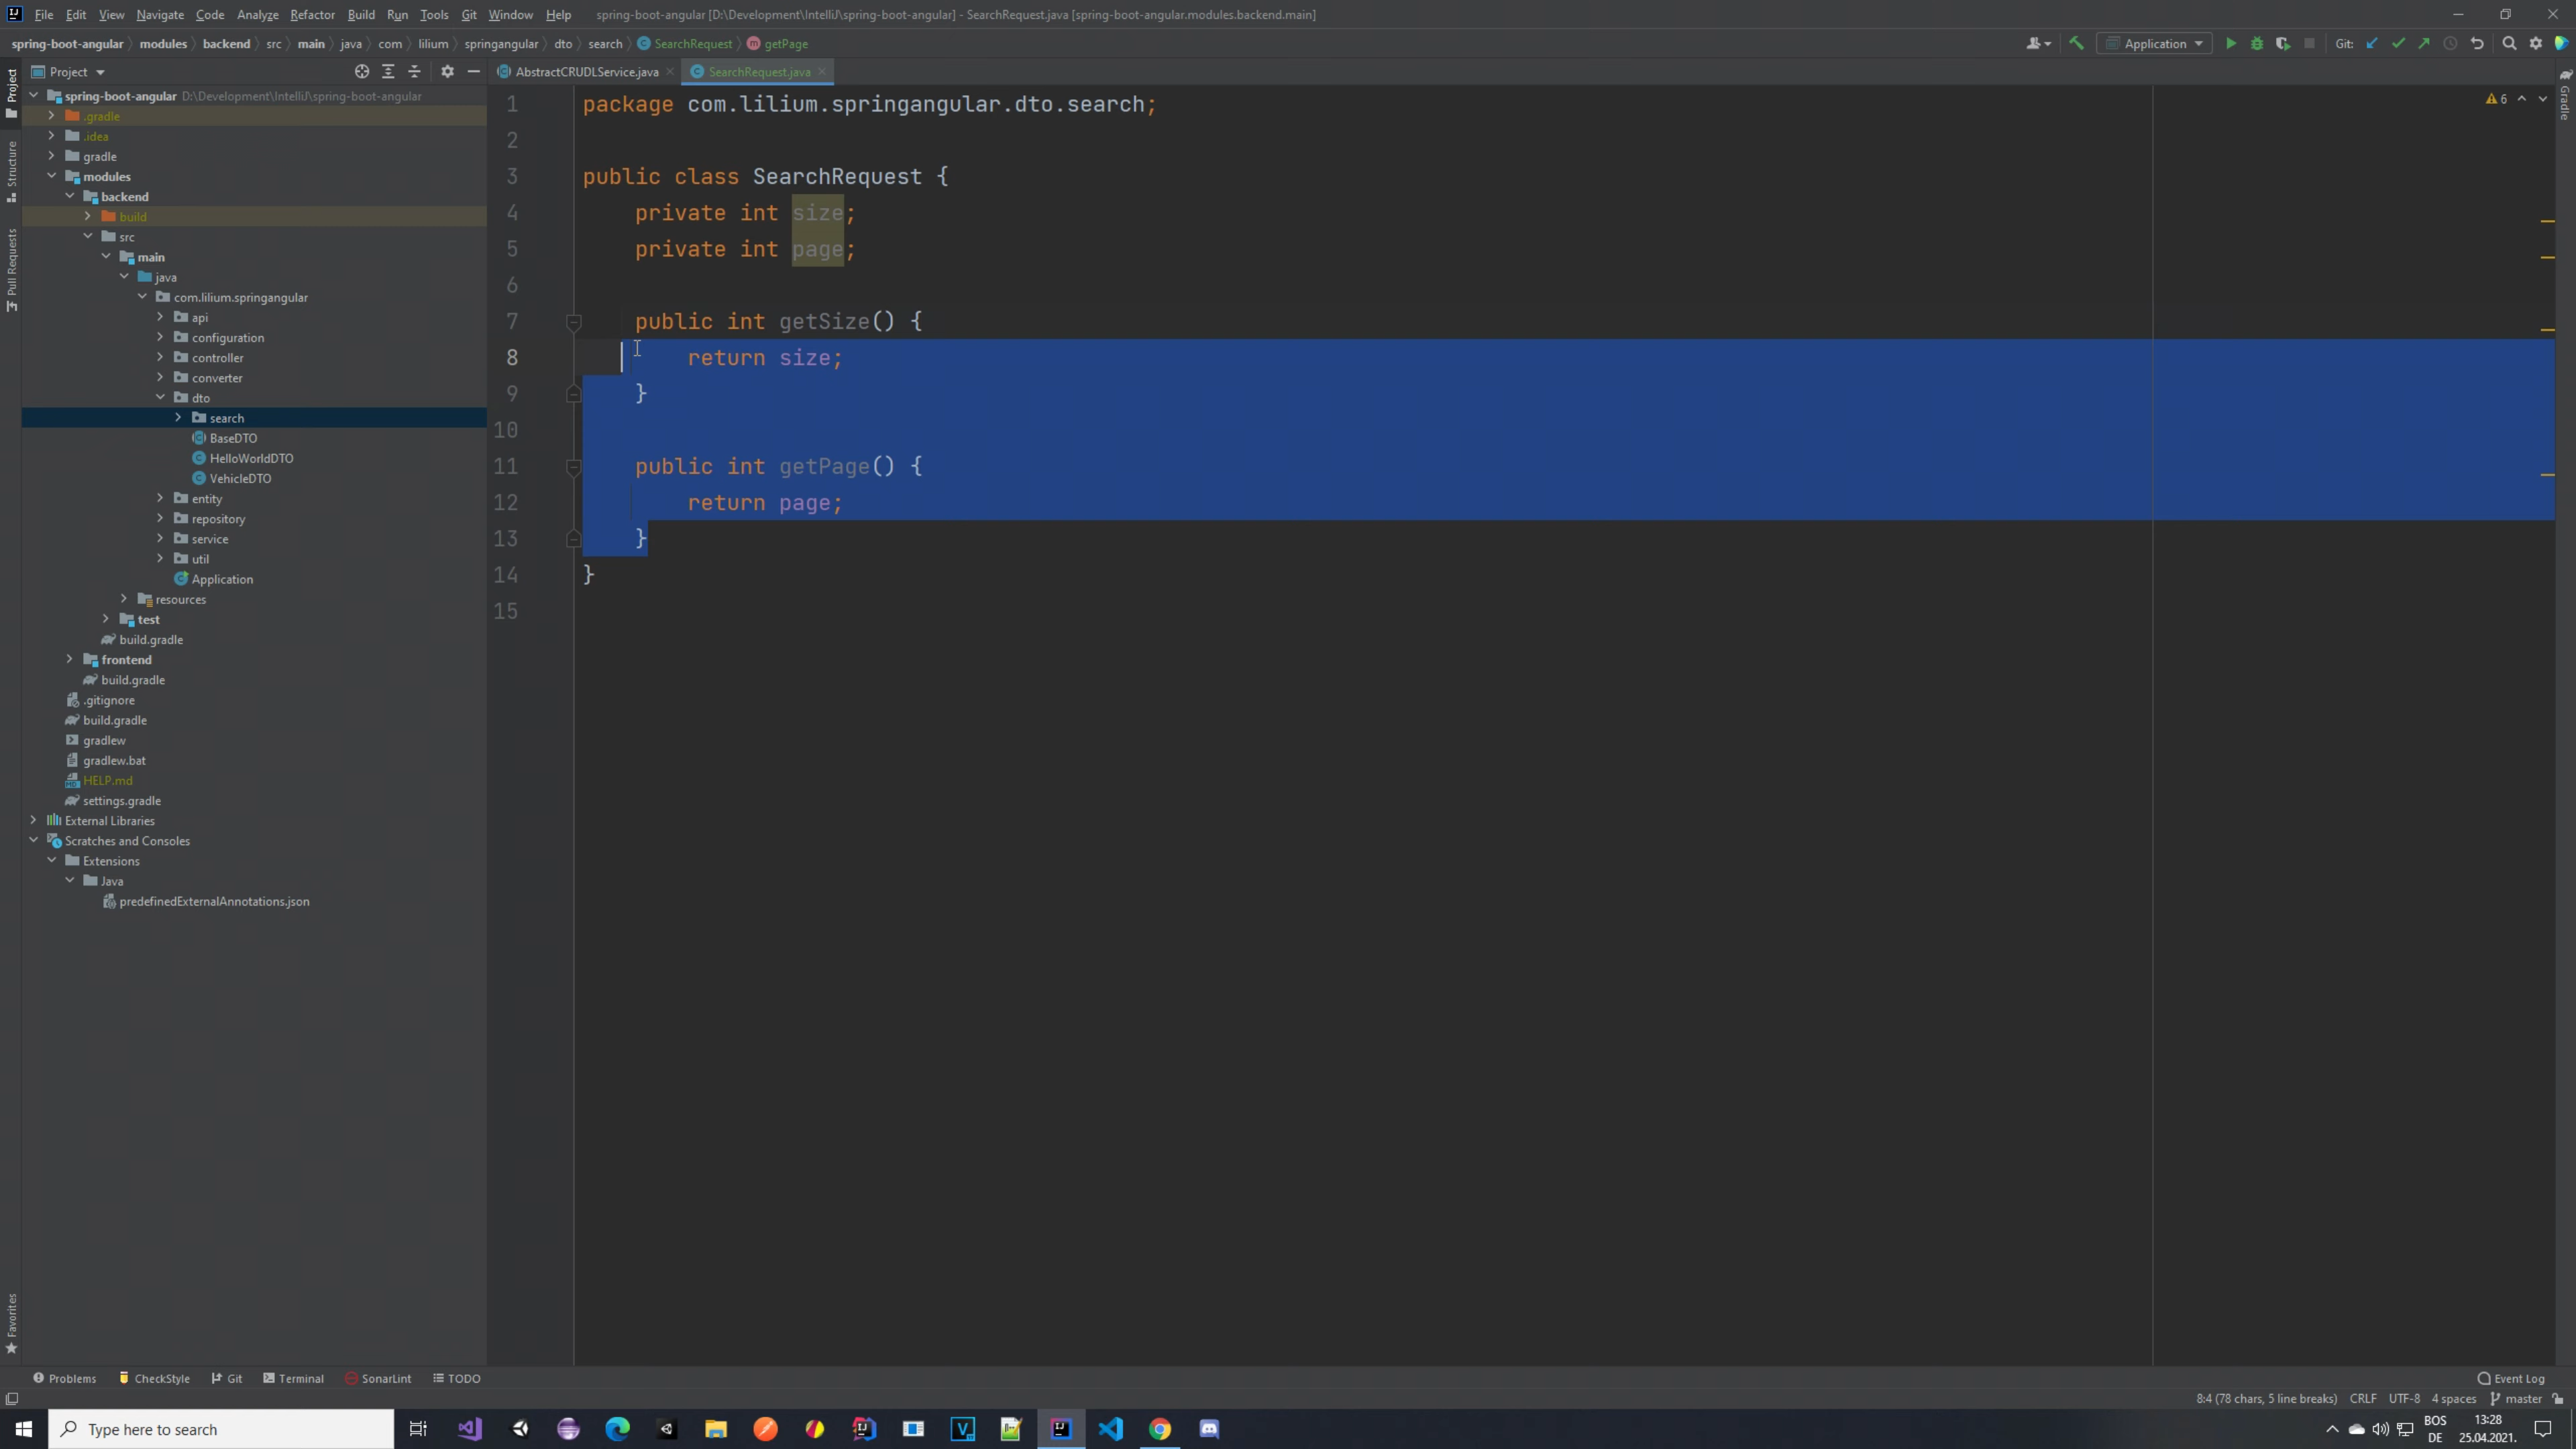 File Edit View Navigate Code Analyze Refactor Build Run Tools Git Window Help spring-boot-angular [D:\Development\IntelliJ\spring-boot-angular] - SearchRequest.java [spring-boot-angular.modules.backend.main]
spring-boot-angular modules backend src main java com lilium springangular dto search SearchRequest getPage Application Git:
Project AbstractCRUDLService.java SearchRequest.java
Project
Structure
Pull Requests
Favorites
Gradle
spring-boot-angular D:\Development\IntelliJ\spring-boot-angular
.gradle
.idea
gradle
modules
backend
build
src
main
java
com.lilium.springangular
api
configuration
controller
converter
dto
search
BaseDTO
HelloWorldDTO
VehicleDTO
entity
repository
service
util
Application
resources
test
build.gradle
frontend
build.gradle
.gitignore
build.gradle
gradlew
gradlew.bat
HELP.md
settings.gradle
External Libraries
Scratches and Consoles
Extensions
Java
predefinedExternalAnnotations.json
6
1 package com.lilium.springangular.dto.search;
2
3 public class SearchRequest {
4 private int size;
5 private int page;
6
7 public int getSize() {
8 return size;
9 }
10
11 public int getPage() {
12 return page;
13 }
14 }
15
Problems CheckStyle Git Terminal SonarLint TODO Event Log
8:4 (78 chars, 5 line breaks) CRLF UTF-8 4 spaces master
Type here to search
BOS
DE
13:28
25.04.2021.